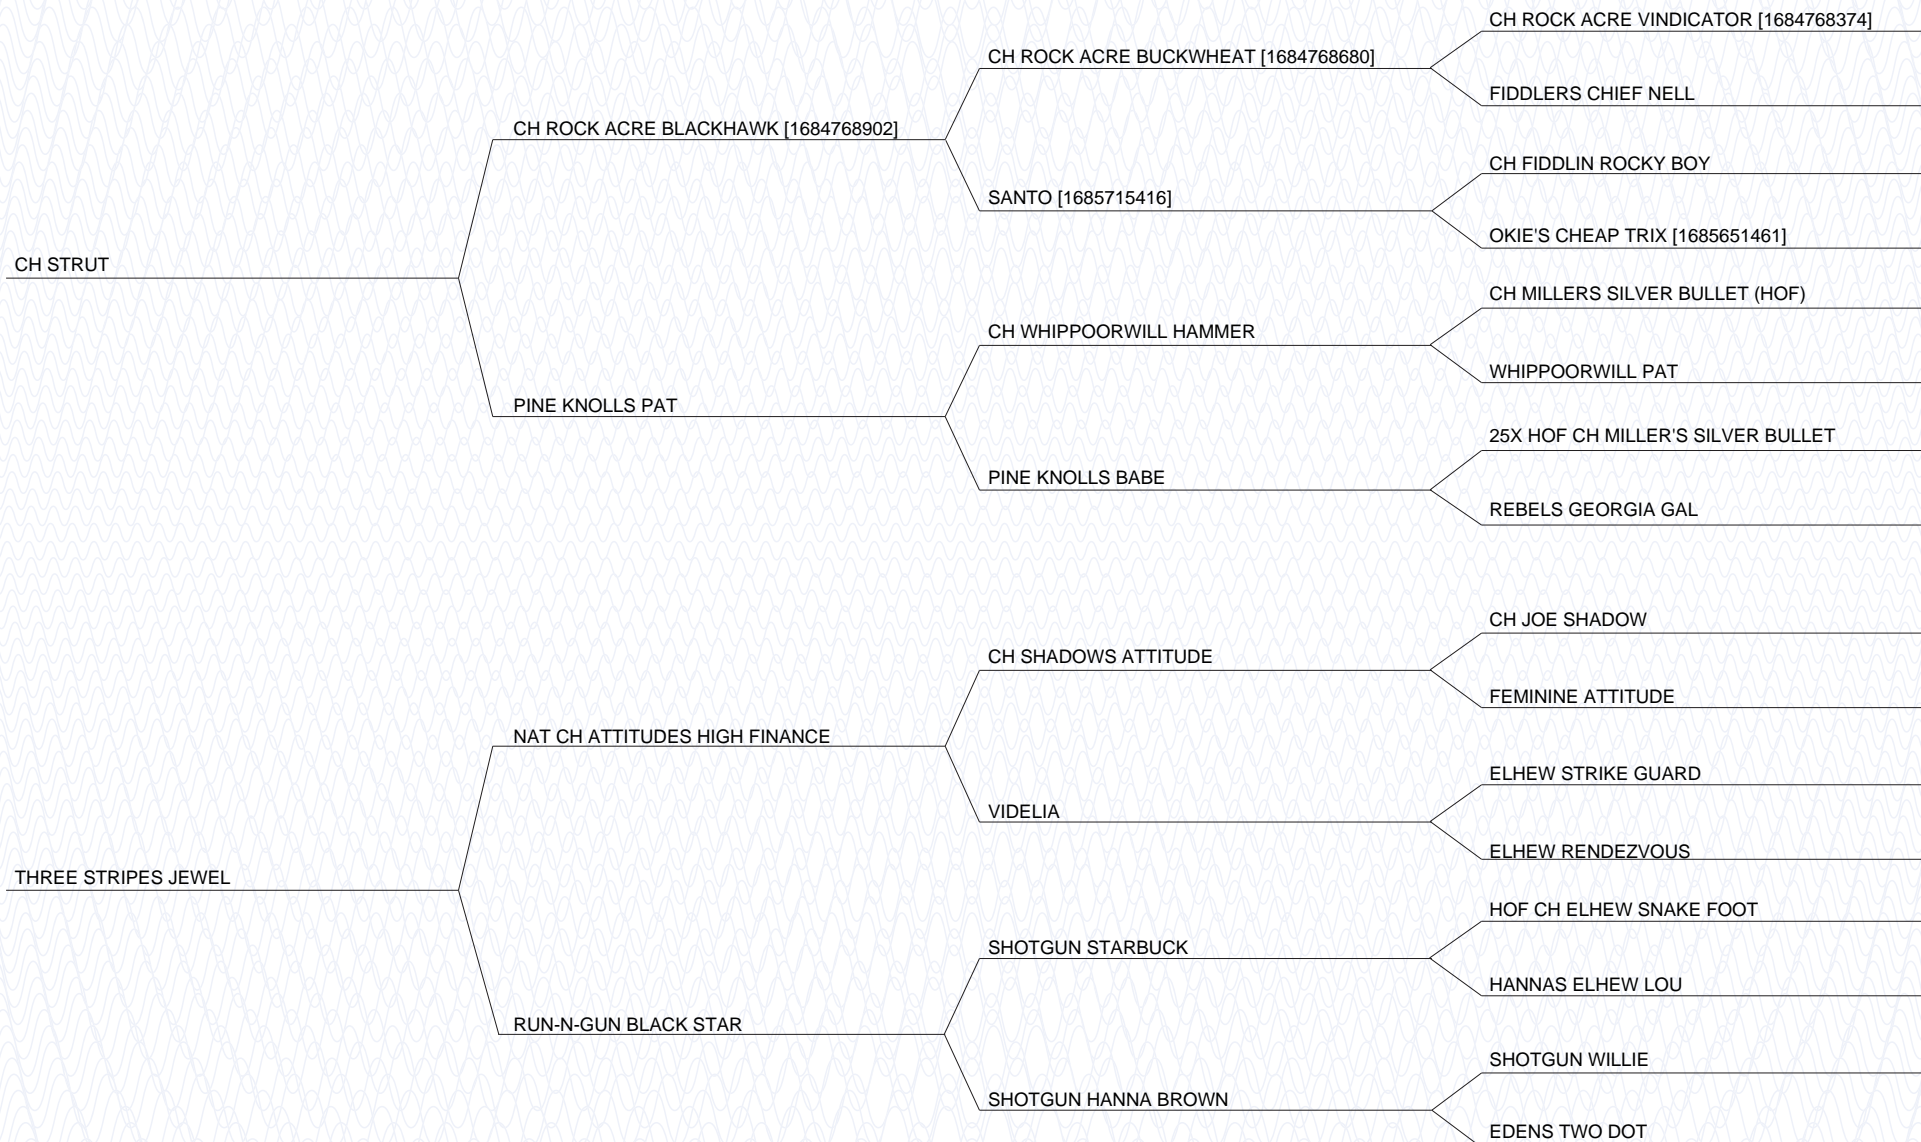 CH ROCK ACRE VINDICATOR [1684768374]
CH ROCK ACRE BUCKWHEAT [1684768680]
FIDDLERS CHIEF NELL
CH ROCK ACRE BLACKHAWK [1684768902]
CH FIDDLIN ROCKY BOY
SANTO [1685715416]
OKIE'S CHEAP TRIX [1685651461]
CH STRUT
CH MILLERS SILVER BULLET (HOF)
CH WHIPPOORWILL HAMMER
WHIPPOORWILL PAT
PINE KNOLLS PAT
25X HOF CH MILLER'S SILVER BULLET
PINE KNOLLS BABE
REBELS GEORGIA GAL
CH JOE SHADOW
CH SHADOWS ATTITUDE
FEMININE ATTITUDE
NAT CH ATTITUDES HIGH FINANCE
ELHEW STRIKE GUARD
VIDELIA
ELHEW RENDEZVOUS
THREE STRIPES JEWEL
HOF CH ELHEW SNAKE FOOT
SHOTGUN STARBUCK
HANNAS ELHEW LOU
RUN-N-GUN BLACK STAR
SHOTGUN WILLIE
SHOTGUN HANNA BROWN
EDENS TWO DOT